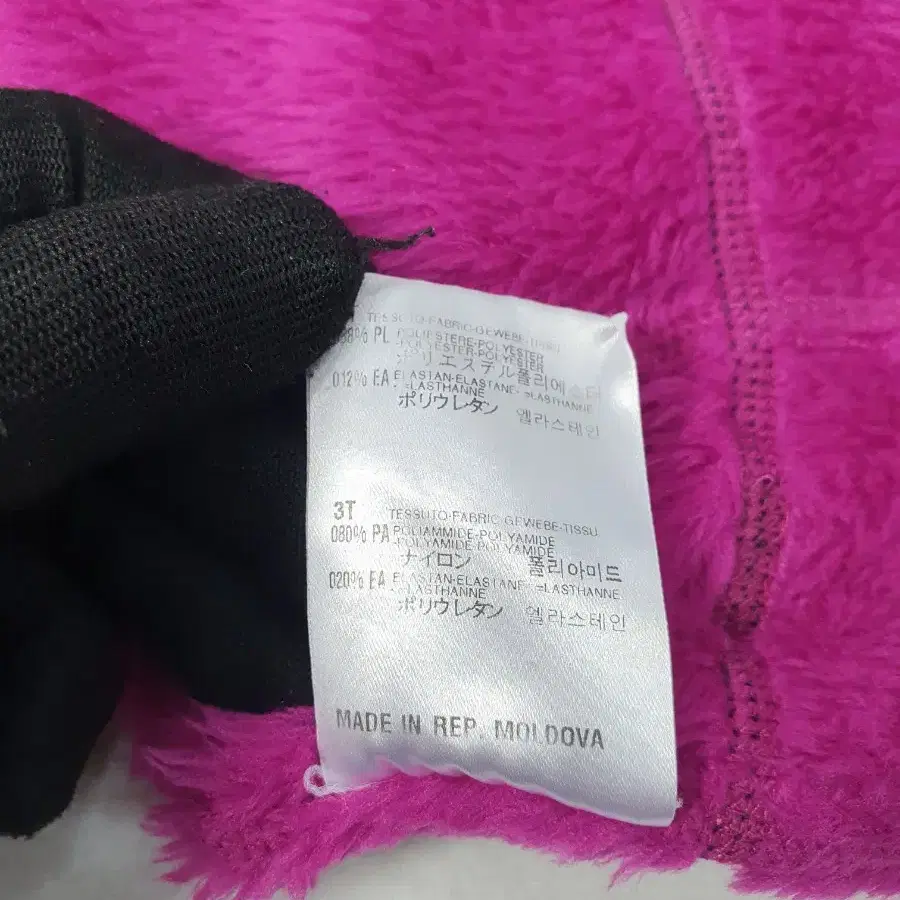 TESSUTO-FABRIC-GEWEBE-TISSU
088% PL POLIESTERE-POLYESTER
-POLYESTER-POLYESTER
ポリエステル폴리에스터
012% EA ELASTAN-ELASTANE-ELASTHANNE
-ELASTHANNE
ポリウレタン 엘라스테인
3T TESSUTO-FABRIC-GEWEBE-TISSU
080% PA POLIAMMIDE-POLYAMIDE
-POLYAMIDE-POLYAMIDE
ナイロン 폴리아미드
020% EA ELASTAN-ELASTANE-ELASTHANNE
-ELASTHANNE
ポリウレタン 엘라스테인
MADE IN REP. MOLDOVA